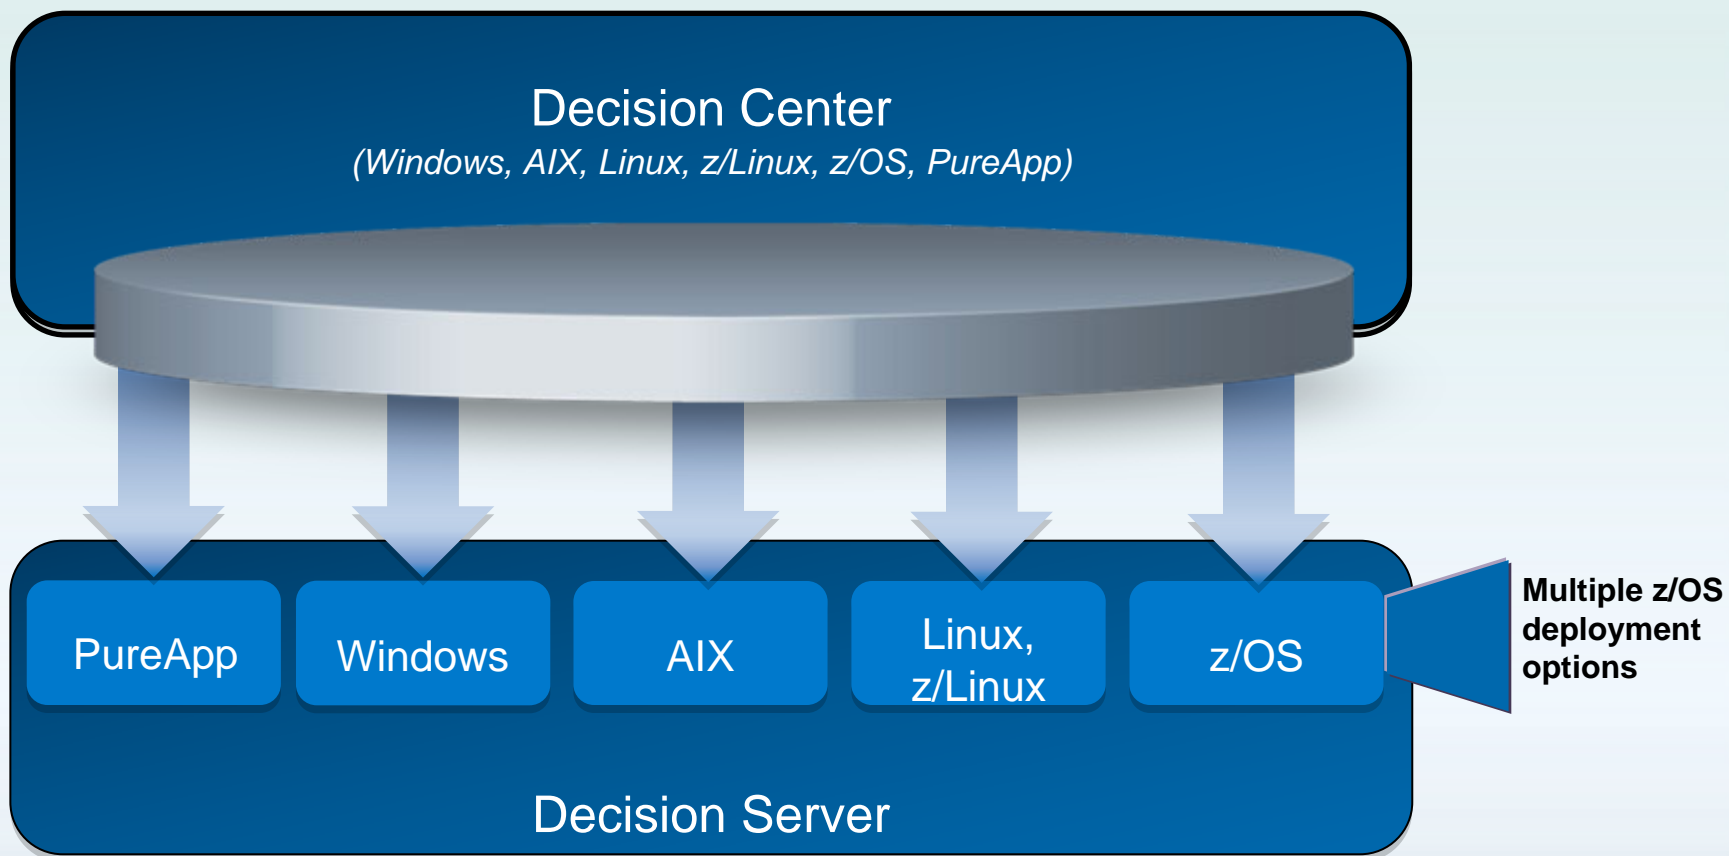 Decision Center
(Windows, AIX, Linux, z/Linux, z/OS, PureApp)
PureApp
Windows
AIX
Linux,
z/Linux
z/OS
Multiple z/OS
deployment
options
Decision Server